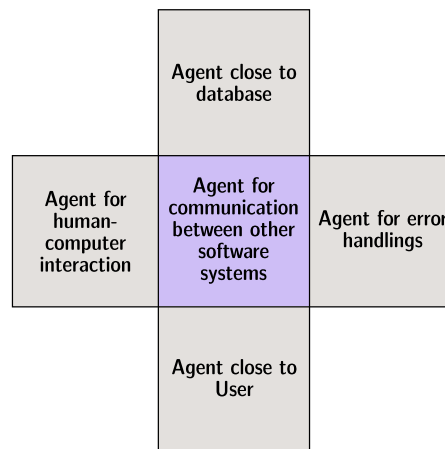 Agent close to
database
Agent for
human-
computer
interaction
Agent for
communication
between other
software
systems
Agent for error
handlings
Agent close to
User